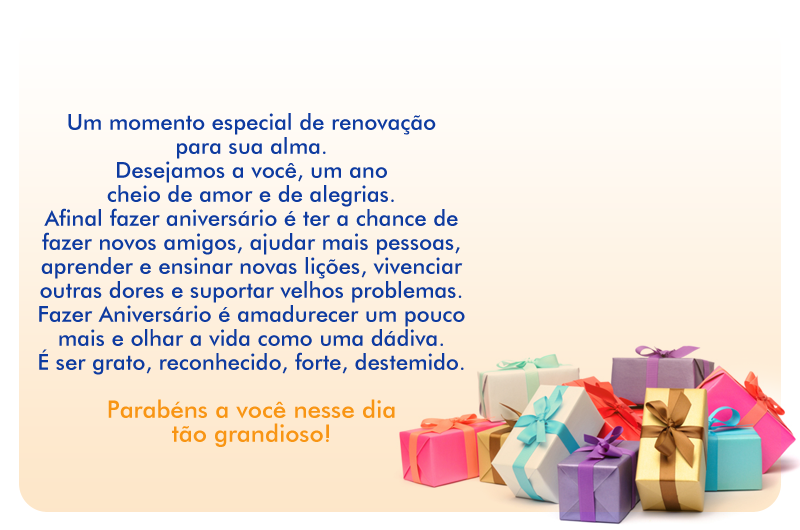 Um momento especial de renovação
para sua alma.
Desejamos a você, um ano
cheio de amor e de alegrias.
Afinal fazer aniversário é ter a chance de
fazer novos amigos, ajudar mais pessoas,
aprender e ensinar novas lições, vivenciar
outras dores e suportar velhos problemas.
Fazer Aniversário é amadurecer um pouco
mais e olhar a vida como uma dádiva.
É ser grato, reconhecido, forte, destemido.
Parabéns a você nesse dia
tão grandioso!